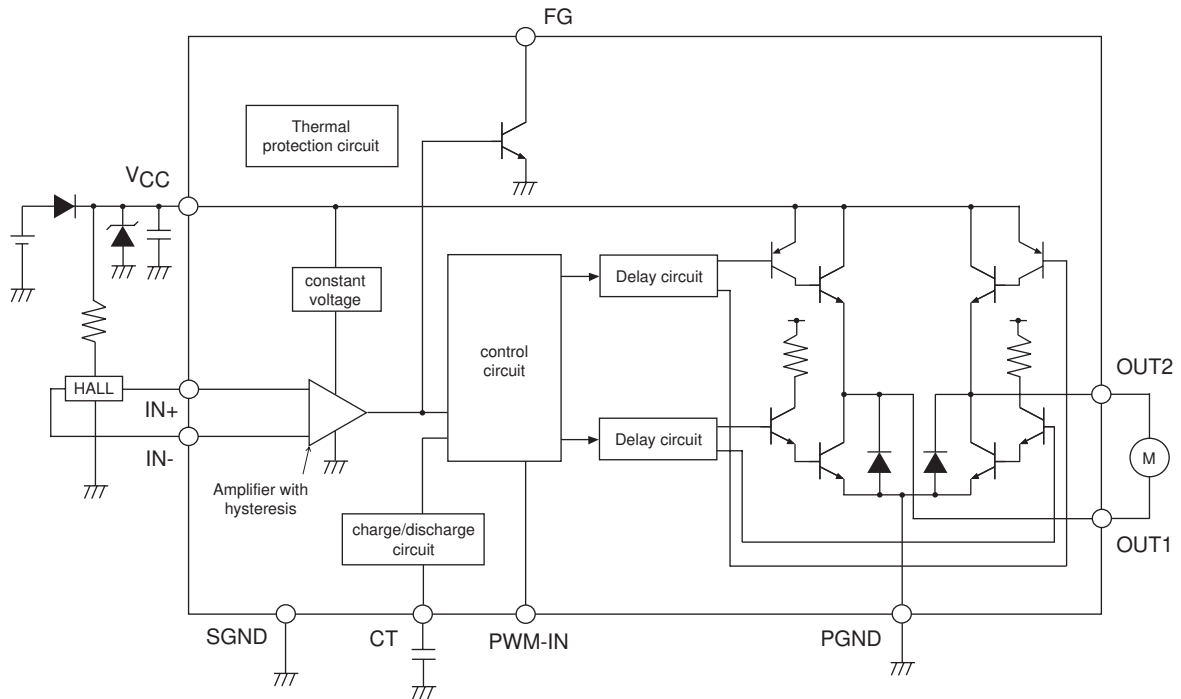 FG
Thermal
protection circuit
VCC
constant
voltage
Delay circuit
control
circuit
HALL
IN+
IN-
Delay circuit
OUT2
M
OUT1
Amplifier with
hysteresis
charge/discharge
circuit
SGND
CT
PWM-IN
PGND